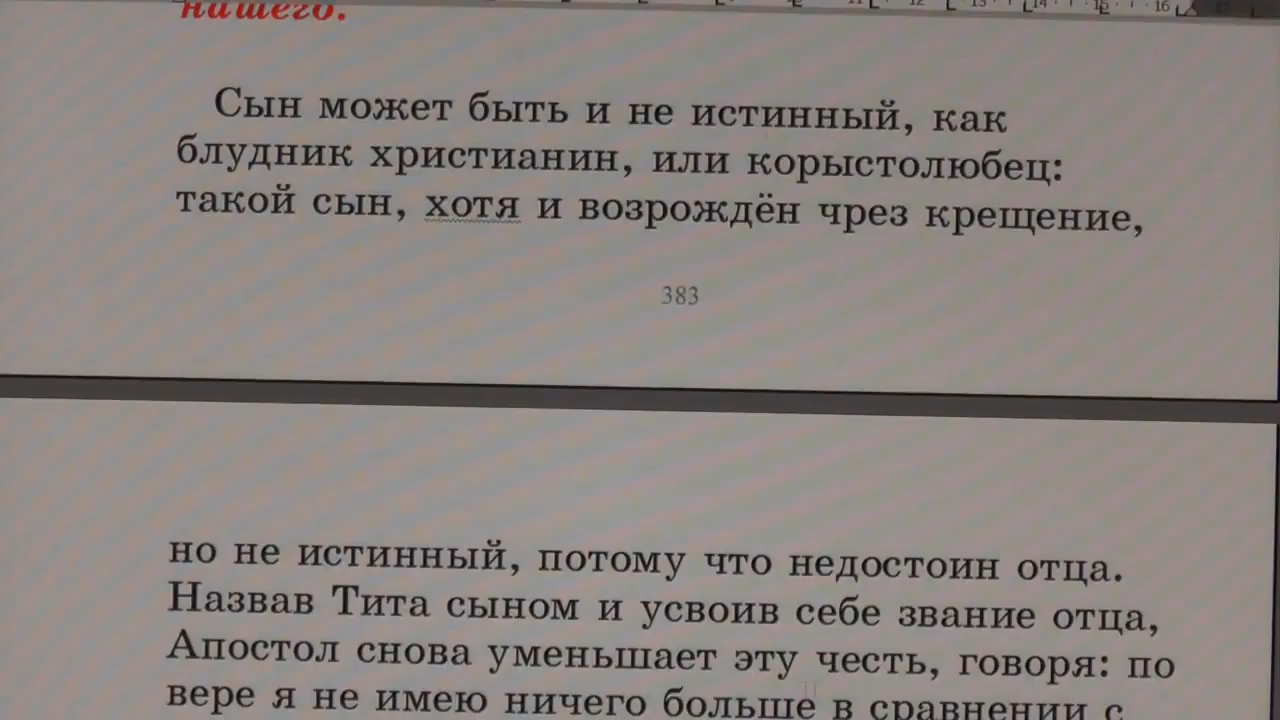 нашего.
Сын может быть и не истинный, как
блудник христианин, или корыстолюбец:
такой сын, хотя и возрождён чрез крещение,
383
но не истинный, потому что недостоин отца.
Назвав Тита сыном и усвоив себе звание отца,
Апостол снова уменьшает эту честь, говоря: по
вере я не имею ничего больше в сравнении с